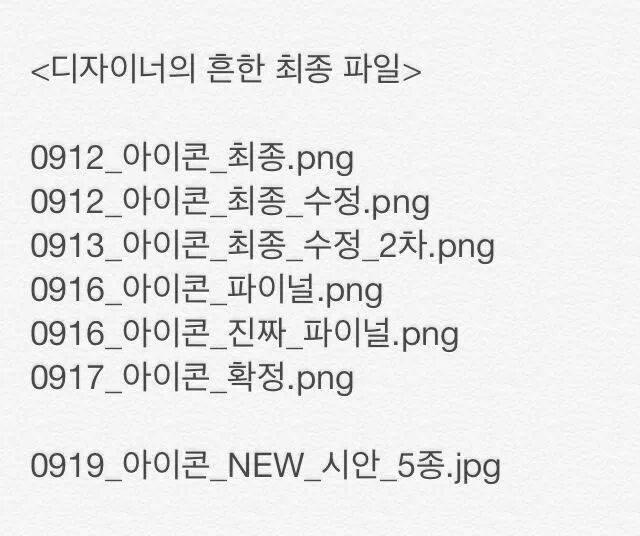 <디자이너의 흔한 최종 파일>
0912_아이콘_최종.png
0912_아이콘_최종_수정.png
0913_아이콘_최종_수정_2차.png
0916_아이콘_파이널.png
0916_아이콘_진짜_파이널.png
0917_아이콘_확정.png
0919_아이콘_NEW_시안_5종.jpg